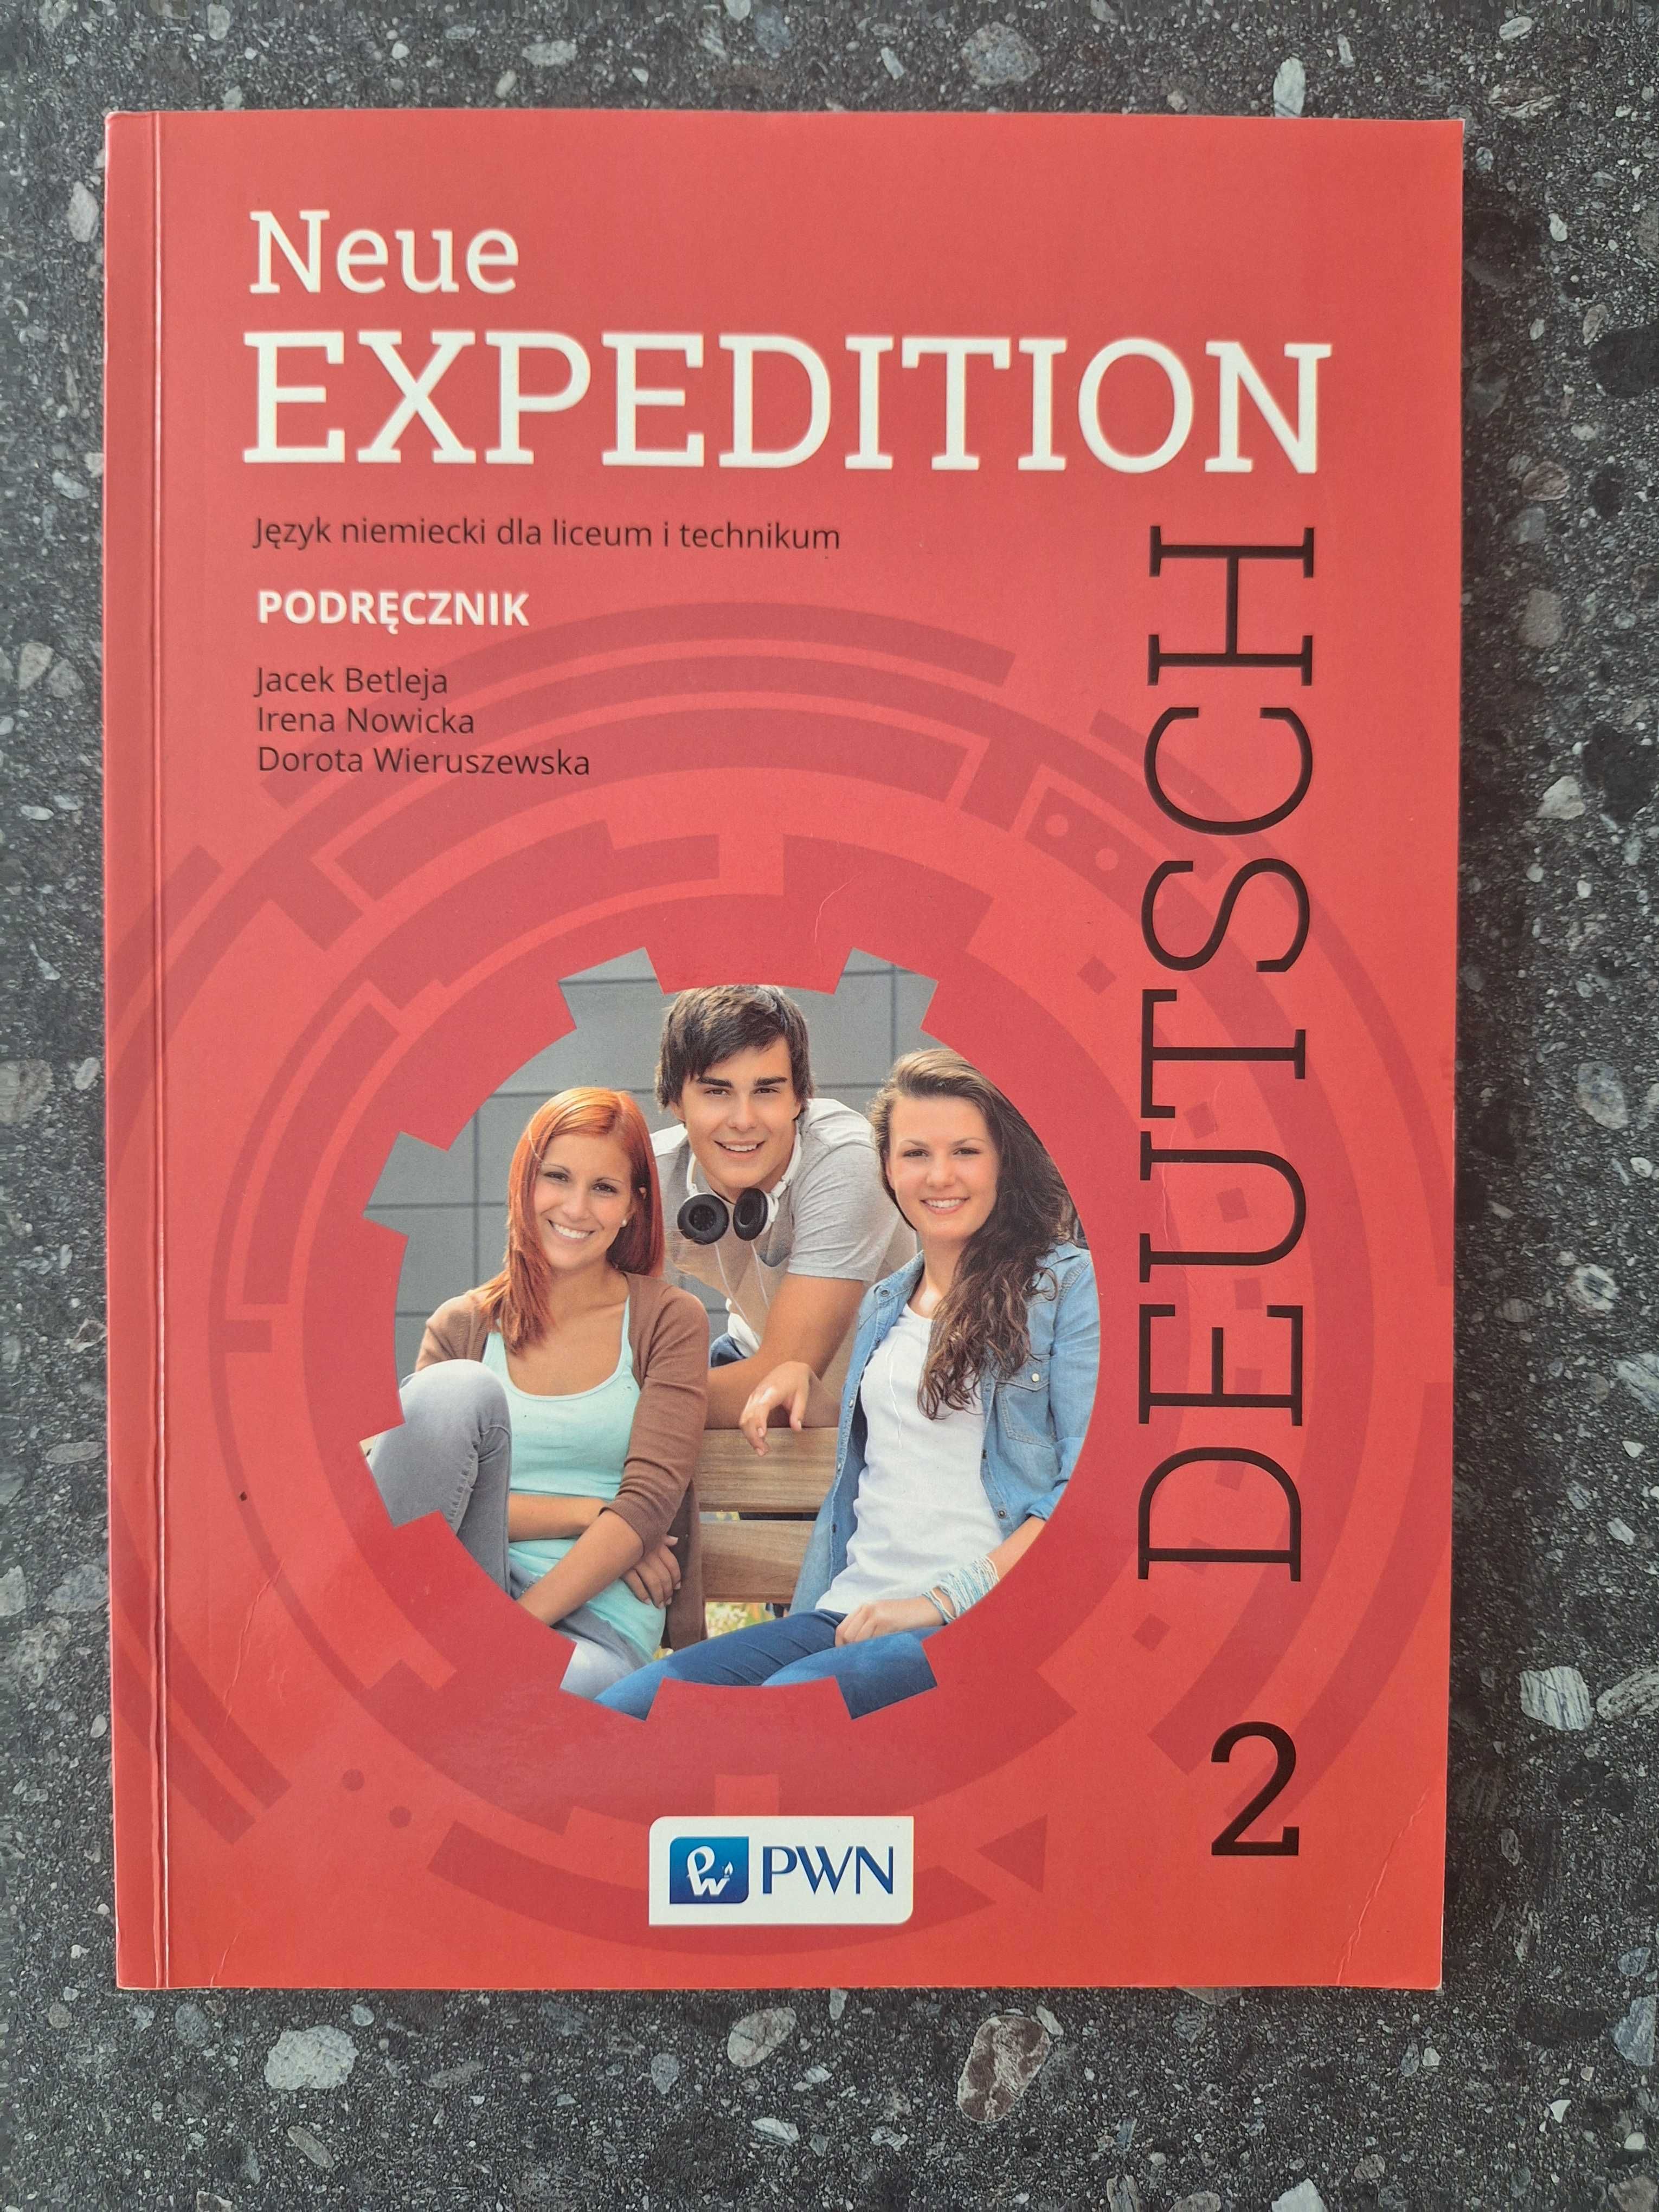 Neue
EXPEDITION
Język niemiecki dla liceum i technikum
PODRĘCZNIK
Jacek Betleja
Irena Nowicka
Dorota Wieruszewska
DEUTSCH
2
PWN